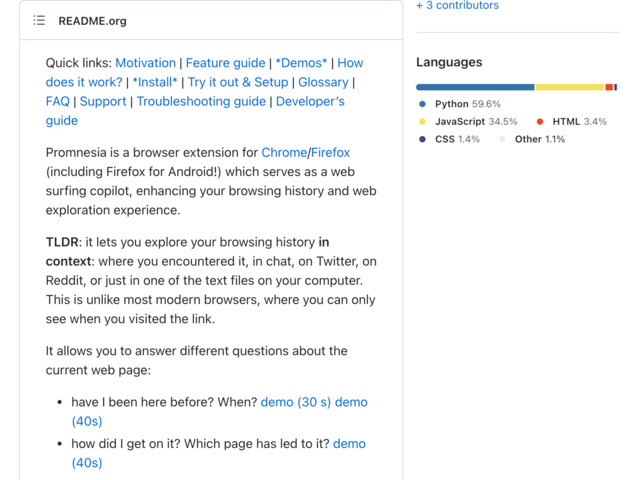 README.org
Quick links: Motivation | Feature guide | *Demos* | How
does it work? | *Install* | Try it out & Setup | Glossary |
FAQ | Support | Troubleshooting guide | Developer's
guide
Promnesia is a browser extension for Chrome/Firefox
(including Firefox for Android!) which serves as a web
surfing copilot, enhancing your browsing history and web
exploration experience.
TLDR: it lets you explore your browsing history in
context: where you encountered it, in chat, on Twitter, on
Reddit, or just in one of the text files on your computer.
This is unlike most modern browsers, where you can only
see when you visited the link.
It allows you to answer different questions about the
current web page:
• have I been here before? When? demo (30 s) demo
(40s)
• how did I get on it? Which page has led to it? demo
(40s)
+ 3 contributors
Languages
Python 59.6%
JavaScript 34.5% HTML 3.4%
CSS 1.4% Other 1.1%